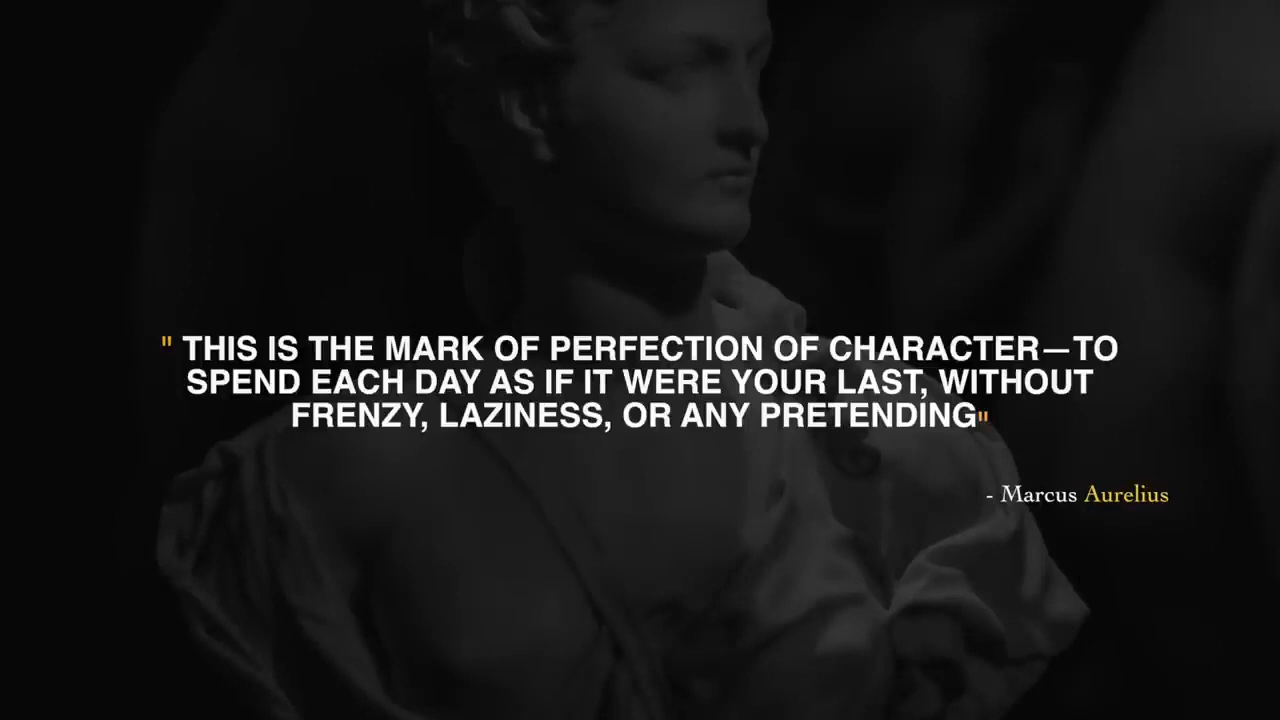 " THIS IS THE MARK OF PERFECTION OF CHARACTER—TO
SPEND EACH DAY AS IF IT WERE YOUR LAST, WITHOUT
FRENZY, LAZINESS, OR ANY PRETENDING"
- Marcus Aurelius